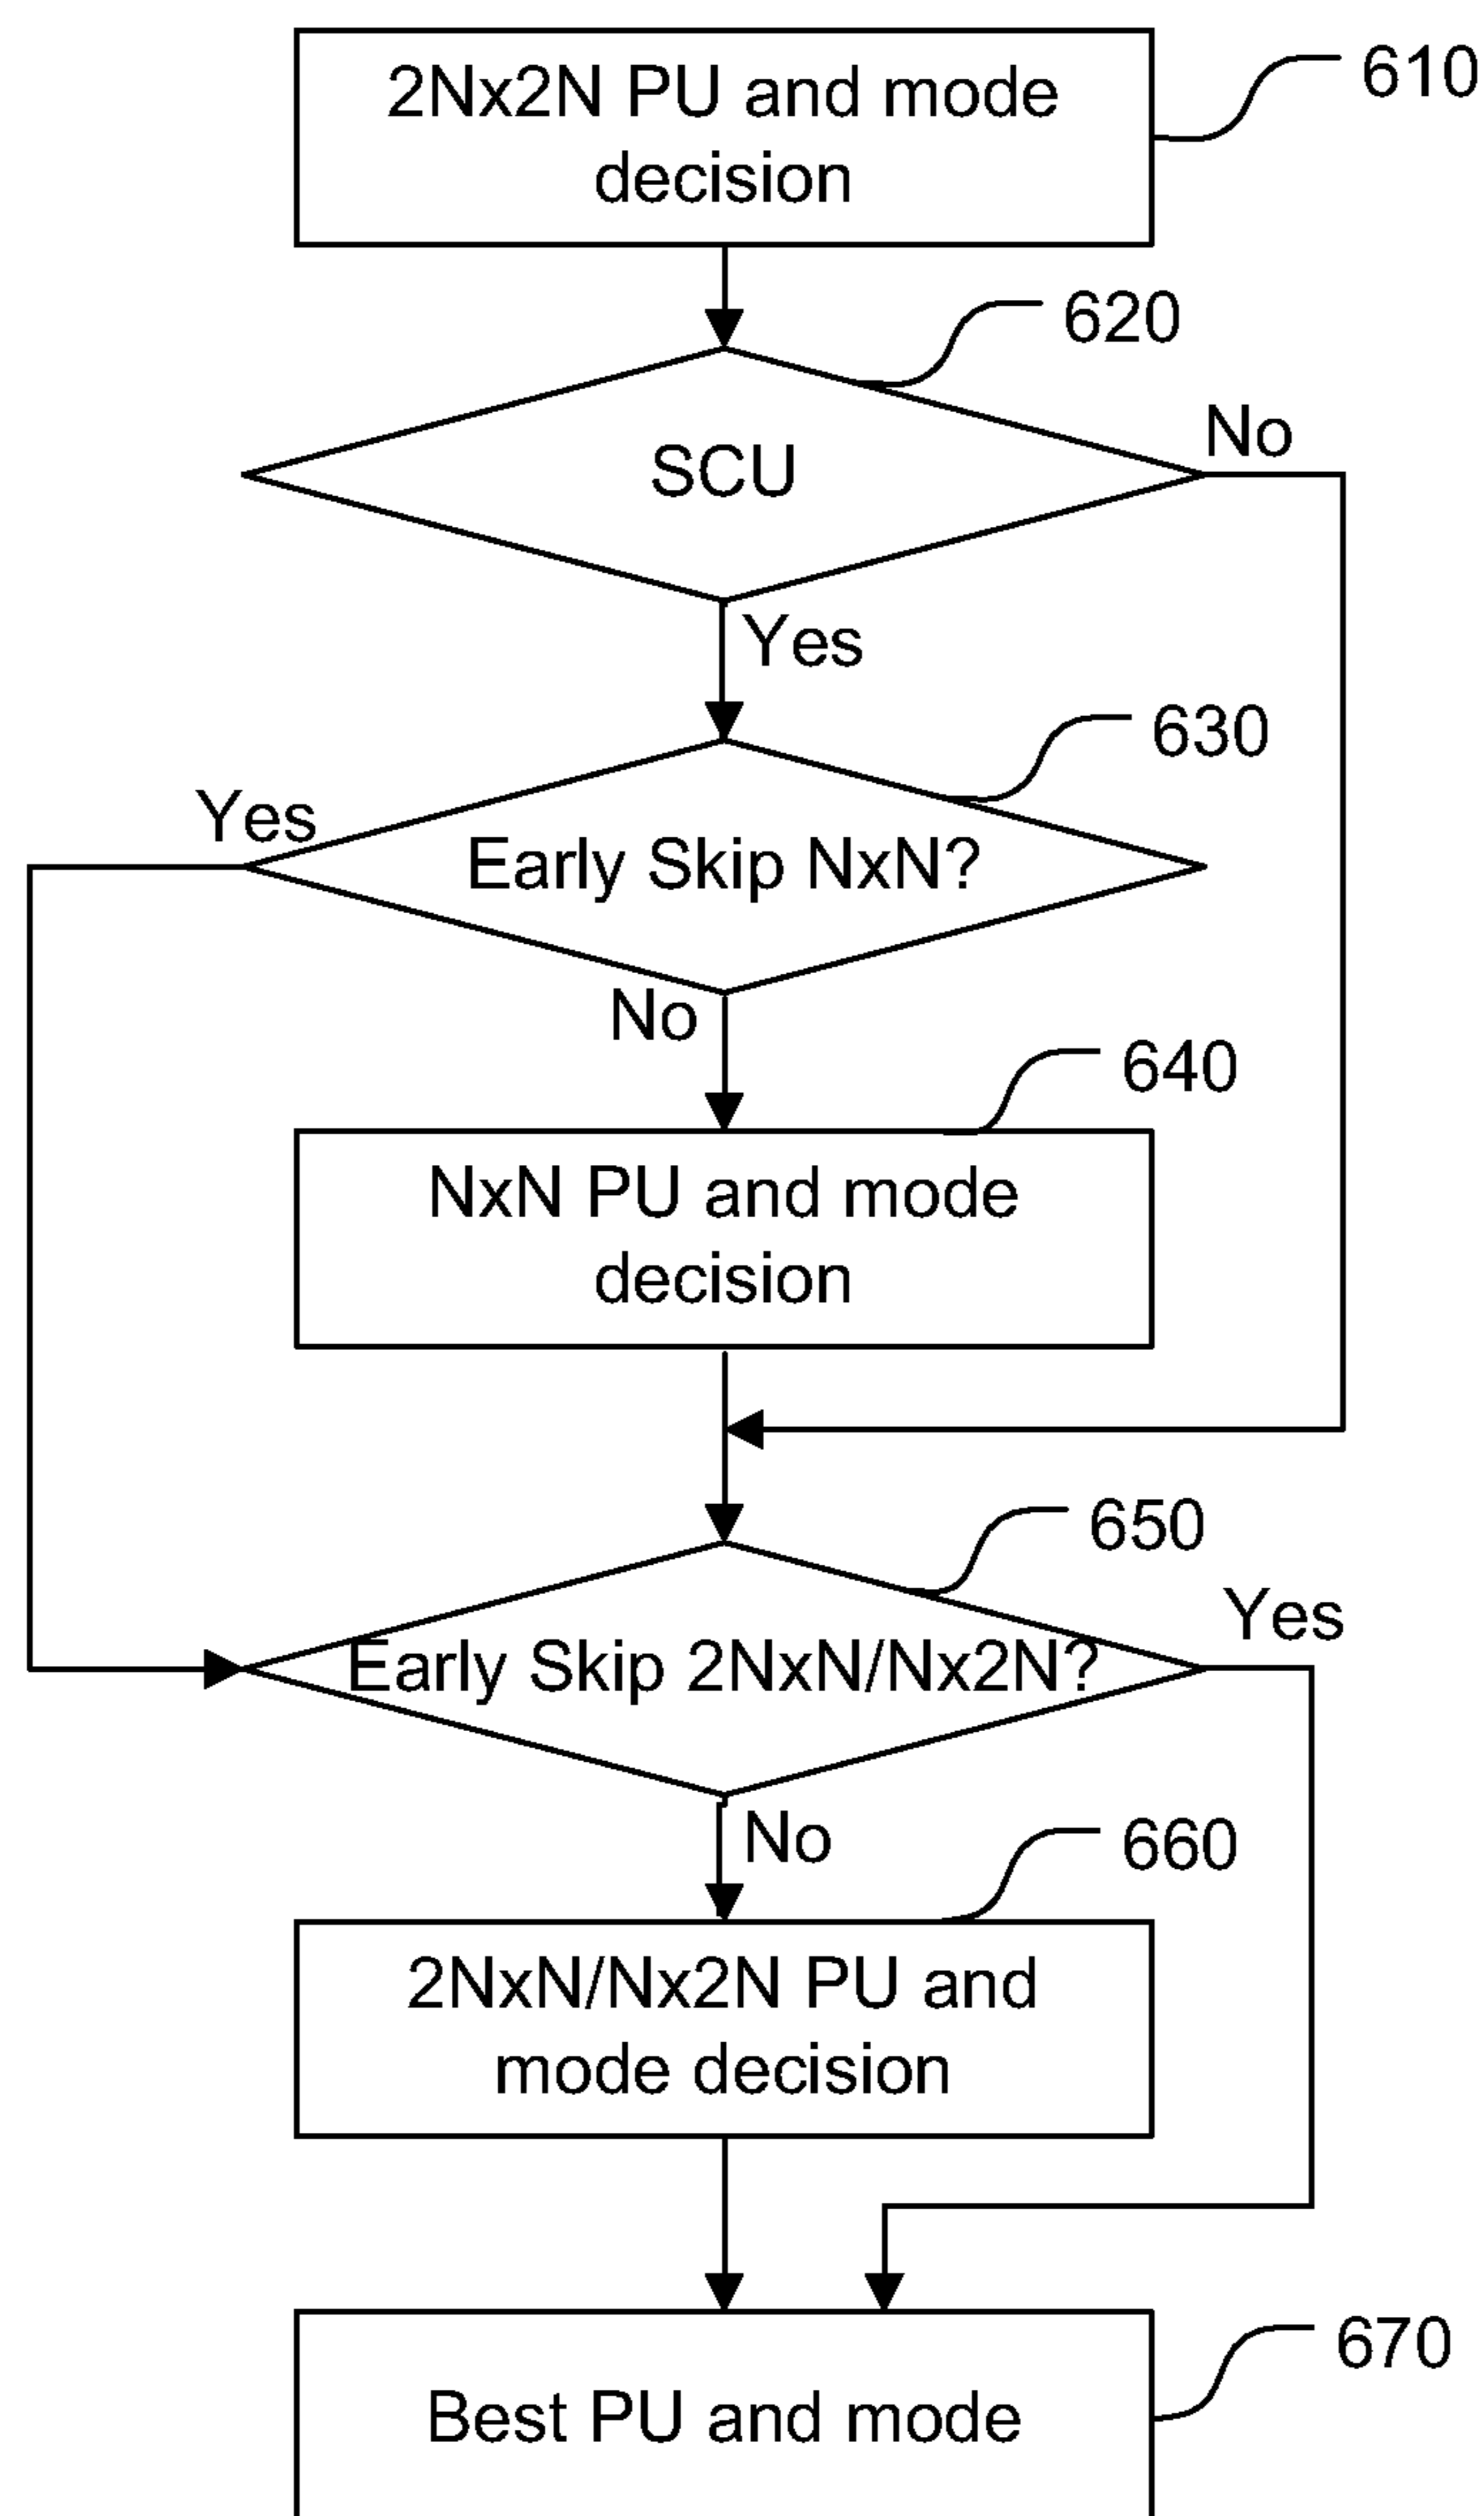 2Nx2N PU and mode
decision
610
620
SCU
No
Yes
630
Yes
Early Skip NxN?
No
640
NxN PU and mode
decision
650
Yes
Early Skip 2NxN/Nx2N?
No
660
2NxN/Nx2N PU and
mode decision
670
Best PU and mode